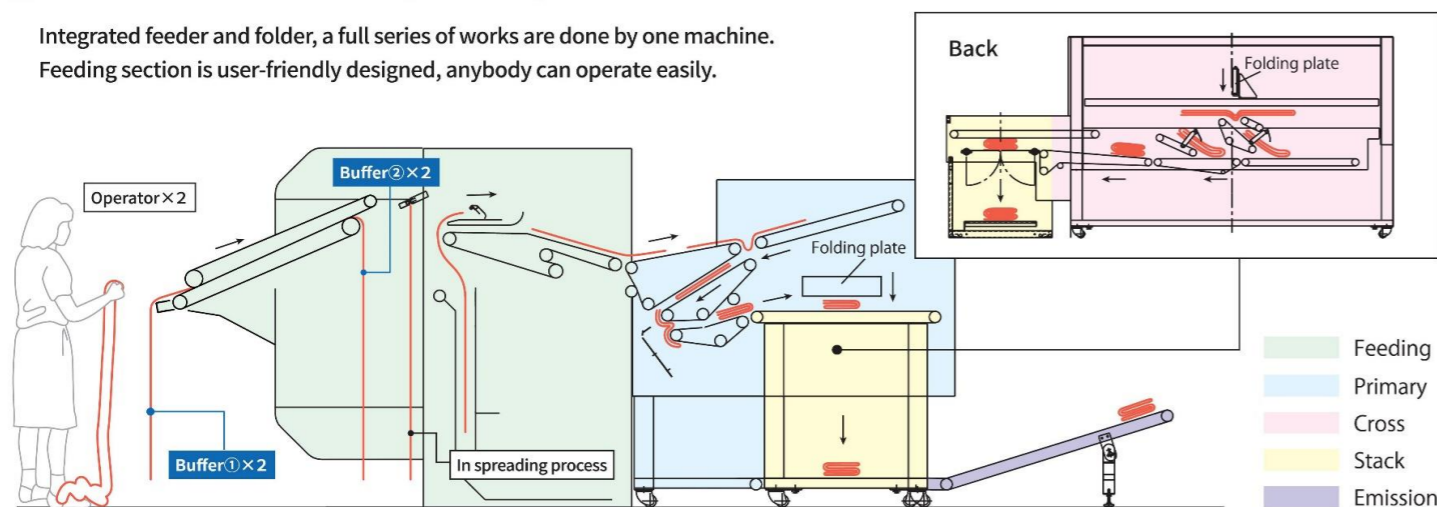 Integrated feeder and folder, a full series of works are done by one machine.
Feeding section is user-friendly designed, anybody can operate easily.
Back
Folding plate
Operator×2
Buffer②×2
Folding plate
Buffer①×2
In spreading process
Feeding
Primary
Cross
Stack
Emission